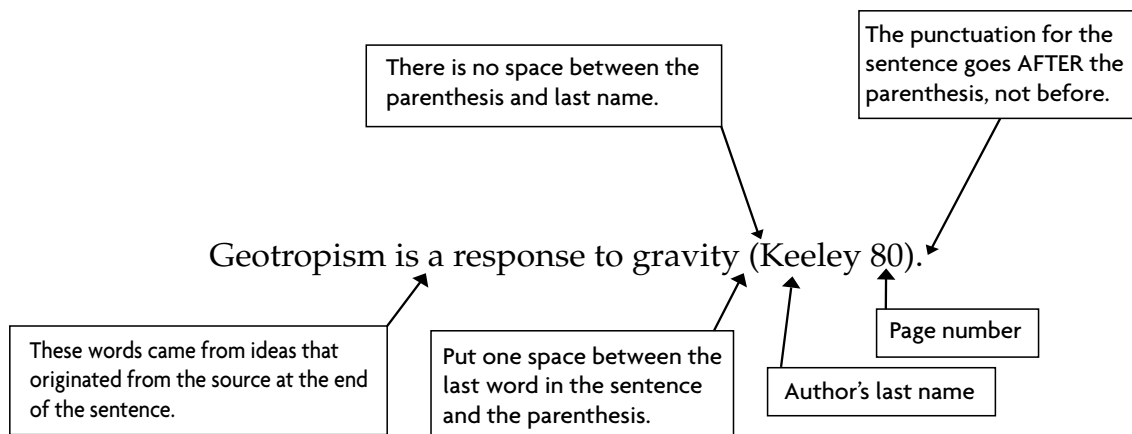 The punctuation for the
sentence goes AFTER the
parenthesis, not before.
There is no space between the
parenthesis and last name.
Geotropism is a response to gravity (Keeley 80).
These words came from ideas that
originated from the source at the end
of the sentence.
Put one space between the
last word in the sentence
and the parenthesis.
Author’s last name
Page number